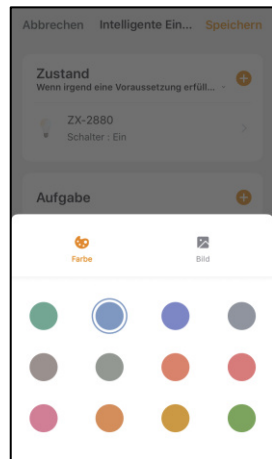 Abbrechen Intelligente Ein... Speichern
Zustand
Wenn irgend eine Voraussetzung erfüll...
ZX-2880
Schalter : Ein
Aufgabe
Farbe Bild